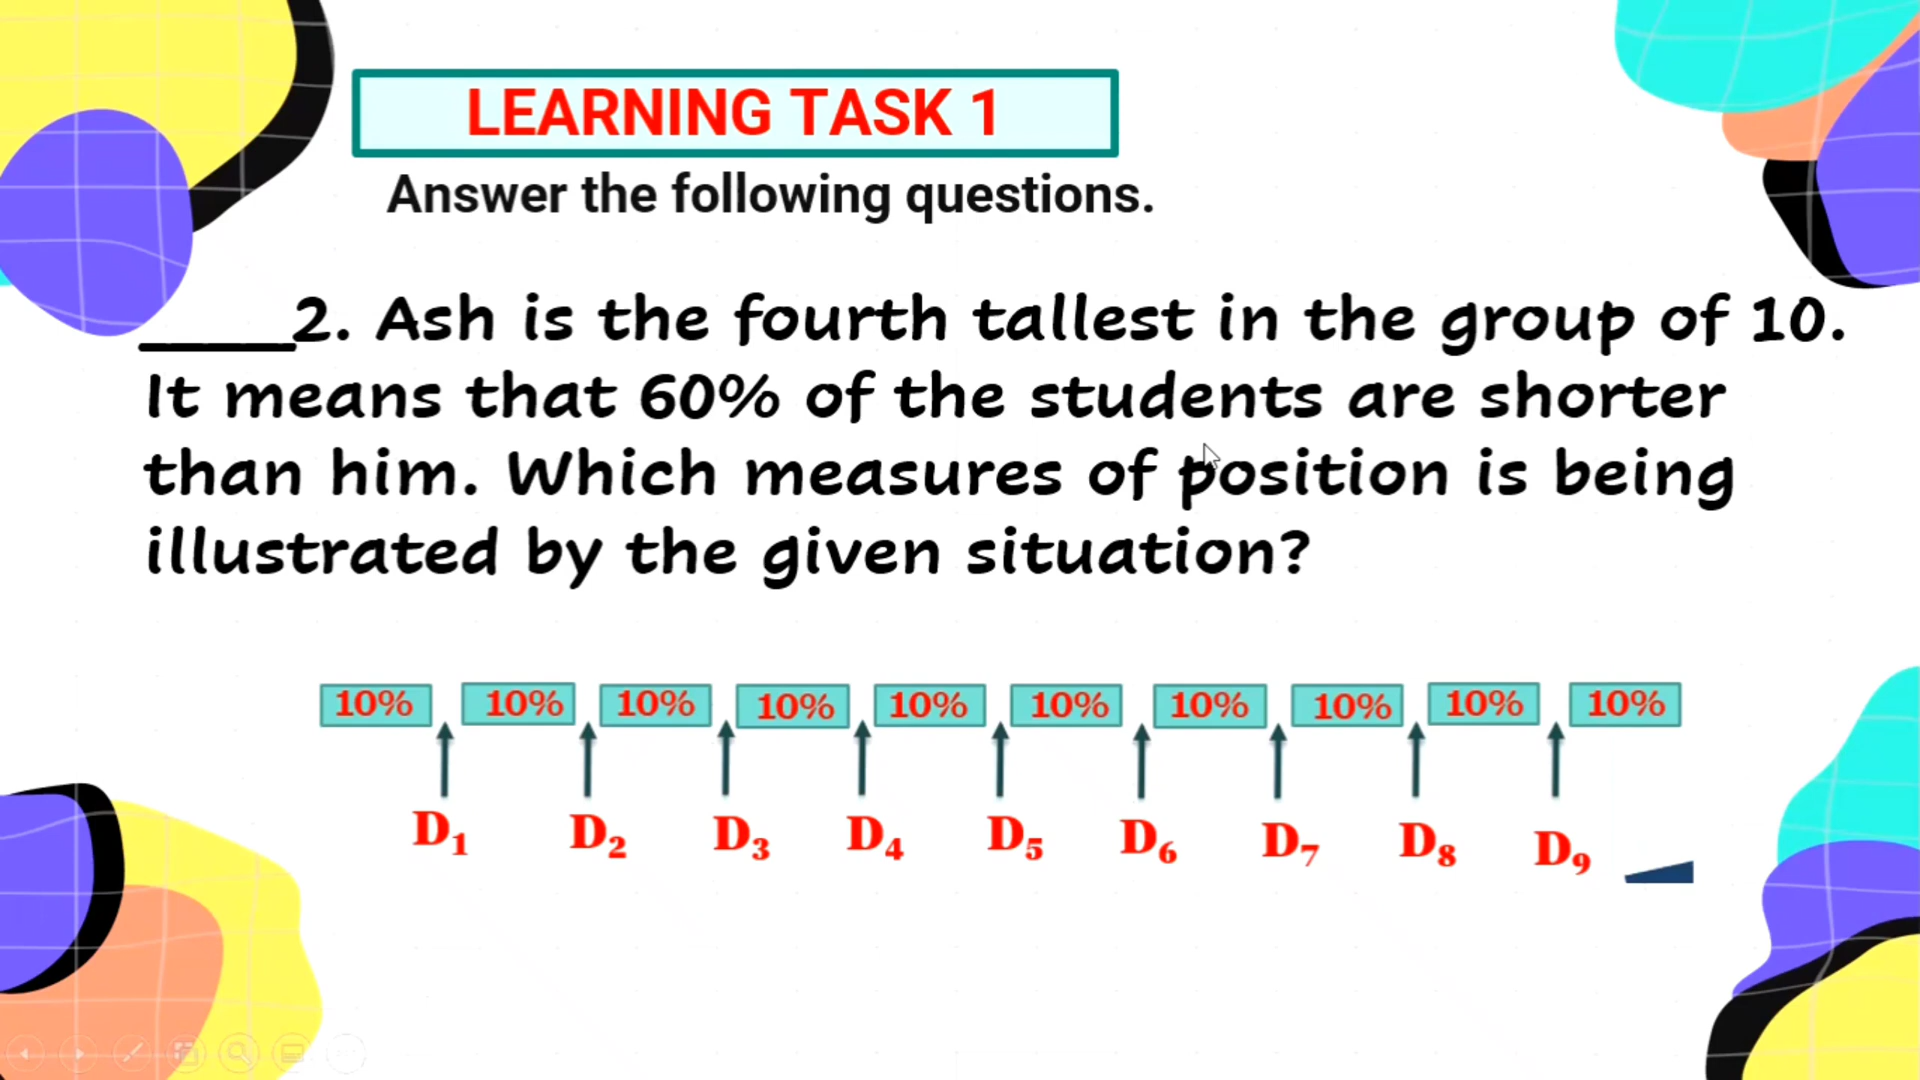 LEARNING TASK 1
Answer the following questions.
_____2. Ash is the fourth tallest in the group of 10.
It means that 60% of the students are shorter
than him. Which measures of position is being
illustrated by the given situation?
10% 10% 10% 10% 10% 10% 10% 10% 10% 10%
D₁ D₂ D₃ D₄ D₅ D₆ D₇ D₈ D₉